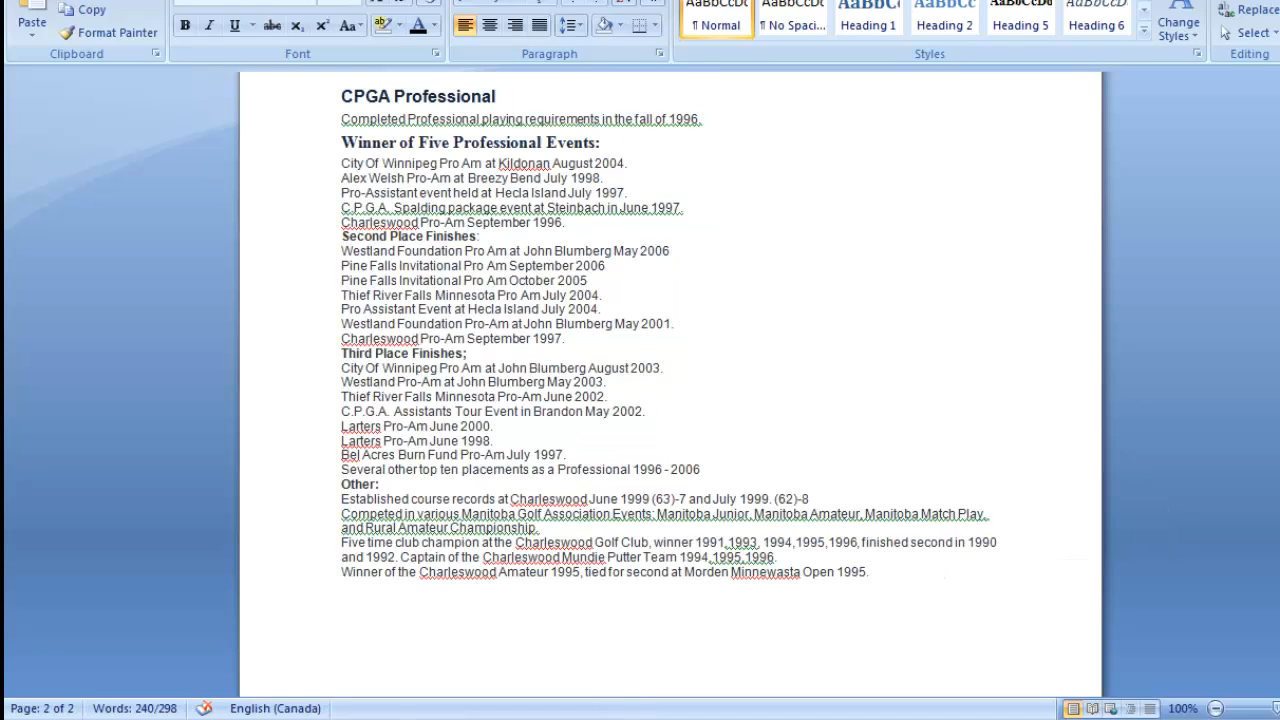 Paste
Copy
Format Painter
Clipboard
B I U abc X₂ X² Aa
ab A
Font
Paragraph
AaBbCcDc
¶ Normal
AaBbCcDc
¶ No Spaci...
AaBbC
Heading 1
AaBbCc
Heading 2
Heading 5
AaBbCcDc
Heading 6
Change
Styles
Styles
Replace
Select
Editing
CPGA Professional
Completed Professional playing requirements in the fall of 1996.
Winner of Five Professional Events:
City Of Winnipeg Pro Am at Kildonan August 2004.
Alex Welsh Pro-Am at Breezy Bend July 1998.
Pro-Assistant event held at Hecla Island July 1997.
C.P.G.A. Spalding package event at Steinbach in June 1997.
Charleswood Pro-Am September 1996.
Second Place Finishes:
Westland Foundation Pro Am at John Blumberg May 2006
Pine Falls Invitational Pro Am September 2006
Pine Falls Invitational Pro Am October 2005
Thief River Falls Minnesota Pro Am July 2004.
Pro Assistant Event at Hecla Island July 2004.
Westland Foundation Pro-Am at John Blumberg May 2001.
Charleswood Pro-Am September 1997.
Third Place Finishes;
City Of Winnipeg Pro Am at John Blumberg August 2003.
Westland Pro-Am at John Blumberg May 2003.
Thief River Falls Minnesota Pro-Am June 2002.
C.P.G.A. Assistants Tour Event in Brandon May 2002.
Larters Pro-Am June 2000.
Larters Pro-Am June 1998.
Bel Acres Burn Fund Pro-Am July 1997.
Several other top ten placements as a Professional 1996 - 2006
Other:
Established course records at Charleswood June 1999 (63)-7 and July 1999. (62)-8
Competed in various Manitoba Golf Association Events: Manitoba Junior, Manitoba Amateur, Manitoba Match Play,
and Rural Amateur Championship.
Five time club champion at the Charleswood Golf Club, winner 1991,1993, 1994,1995,1996, finished second in 1990
and 1992. Captain of the Charleswood Mundie Putter Team 1994,1995,1996.
Winner of the Charleswood Amateur 1995, tied for second at Morden Minnewasta Open 1995.
Page: 2 of 2
Words: 240/298
English (Canada)
100%